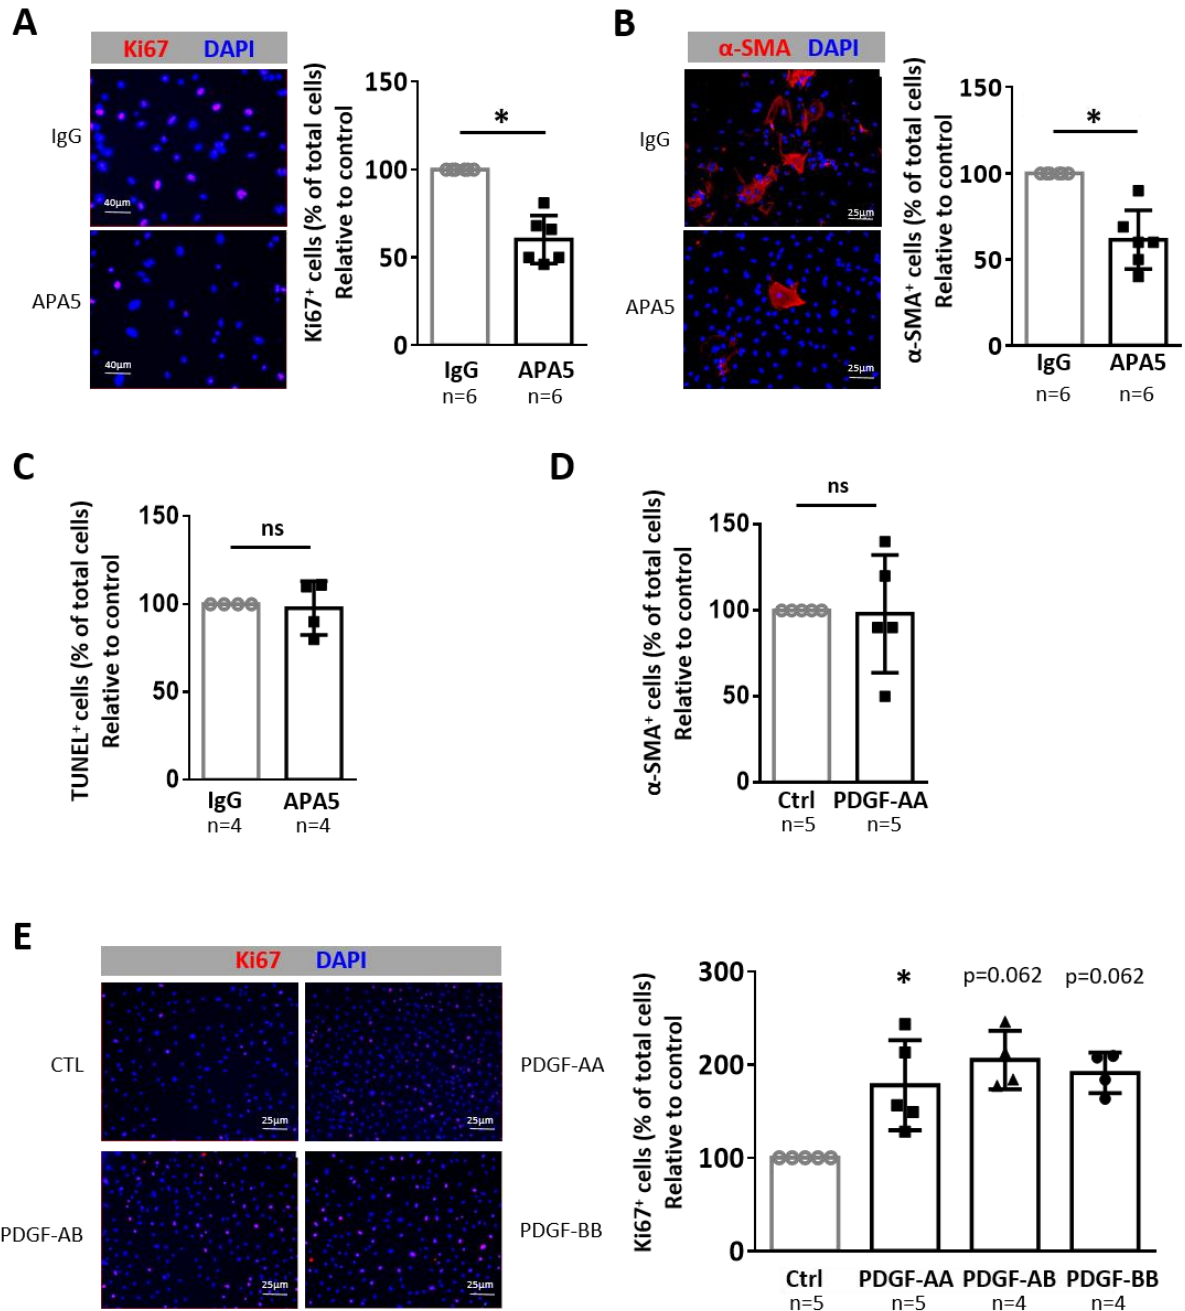 A
Ki67 DAPI
IgG
40µm
APA5
40µm
Ki67⁺ cells (% of total cells)
Relative to control
150
100
50
0
*
IgG APA5
n=6 n=6
B
α-SMA DAPI
IgG
25µm
APA5
25µm
α-SMA⁺ cells (% of total cells)
Relative to control
150
100
50
0
*
IgG APA5
n=6 n=6
C
TUNEL⁺ cells (% of total cells)
Relative to control
150
100
50
0
ns
IgG APA5
n=4 n=4
D
α-SMA⁺ cells (% of total cells)
Relative to control
150
100
50
0
ns
Ctrl PDGF-AA
n=5 n=5
E
Ki67 DAPI
CTL
25µm
25µm
PDGF-AA
PDGF-AB
25µm
25µm
PDGF-BB
Ki67⁺ cells (% of total cells)
Relative to control
300
200
100
0
* p=0.062 p=0.062
Ctrl PDGF-AA PDGF-AB PDGF-BB
n=5 n=5 n=4 n=4